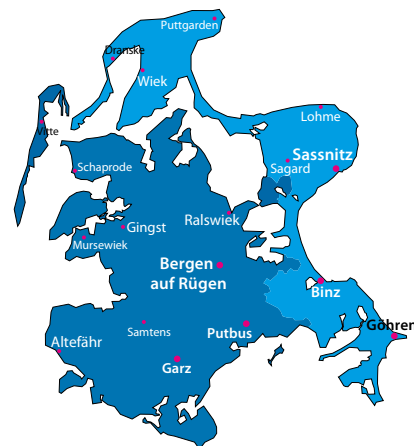 Puttgarden
Dranske
Wiek
Lohme
Vitte
Sassnitz
Sagard
Schaprode
Ralswiek
Gingst
Mursewiek
Bergen
auf Rügen
Binz
Göhren
Samtens
Putbus
Altefähr
Garz